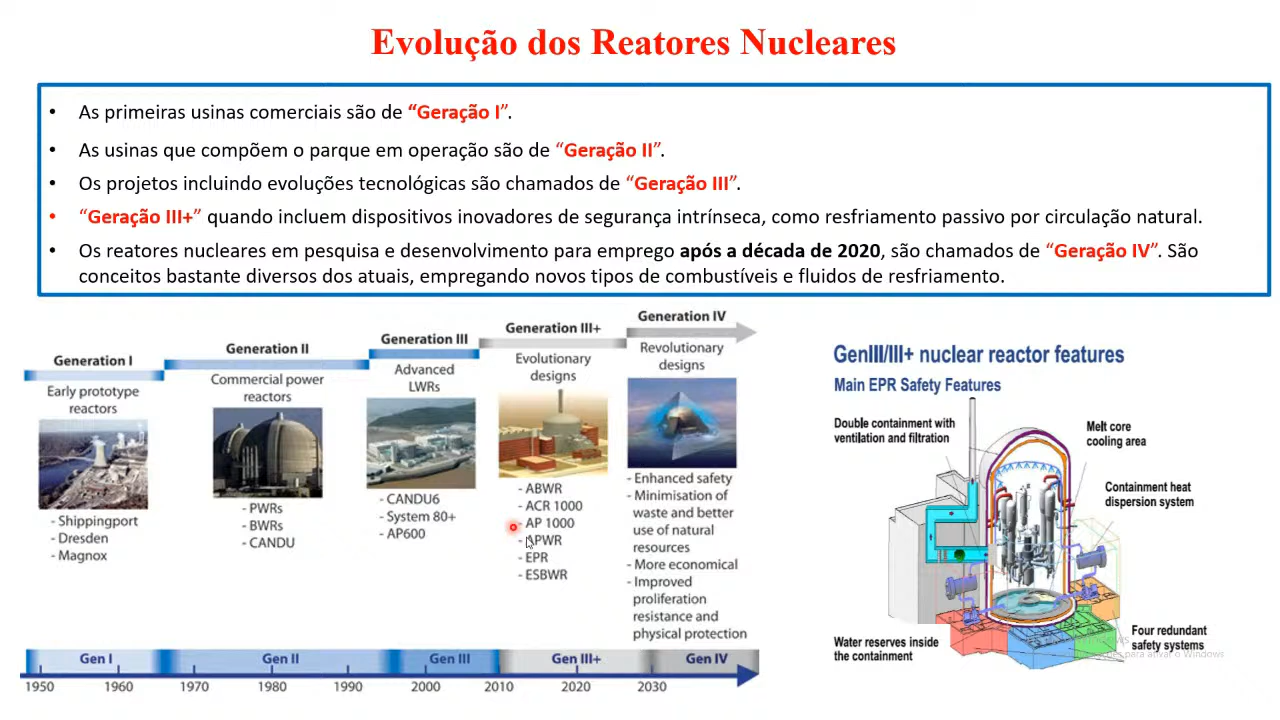 Evolução dos Reatores Nucleares
• As primeiras usinas comerciais são de “Geração I”.
• As usinas que compõem o parque em operação são de “Geração II”.
• Os projetos incluindo evoluções tecnológicas são chamados de “Geração III”.
• “Geração III+” quando incluem dispositivos inovadores de segurança intrínseca, como resfriamento passivo por circulação natural.
• Os reatores nucleares em pesquisa e desenvolvimento para emprego após a década de 2020, são chamados de “Geração IV”. São
conceitos bastante diversos dos atuais, empregando novos tipos de combustíveis e fluidos de resfriamento.
Generation I
Early prototype
reactors
- Shippingport
- Dresden
- Magnox
Generation II
Commercial power
reactors
- PWRs
- BWRs
- CANDU
Generation III
Advanced
LWRs
- CANDU6
- System 80+
- AP600
Generation III+
Evolutionary
designs
- ABWR
- ACR 1000
- AP 1000
- APWR
- EPR
- ESBWR
Generation IV
Revolutionary
designs
- Enhanced safety
- Minimisation of
waste and better
use of natural
resources
- More economical
- Improved
proliferation
resistance and
physical protection
Gen I
Gen II
Gen III
Gen III+
Gen IV
1950
1960
1970
1980
1990
2000
2010
2020
2030
GenIII/III+ nuclear reactor features
Main EPR Safety Features
Double containment with
ventilation and filtration
Melt core
cooling area
Containment heat
dispersion system
Water reserves inside
the containment
Four redundant
safety systems
para ativar o Windows